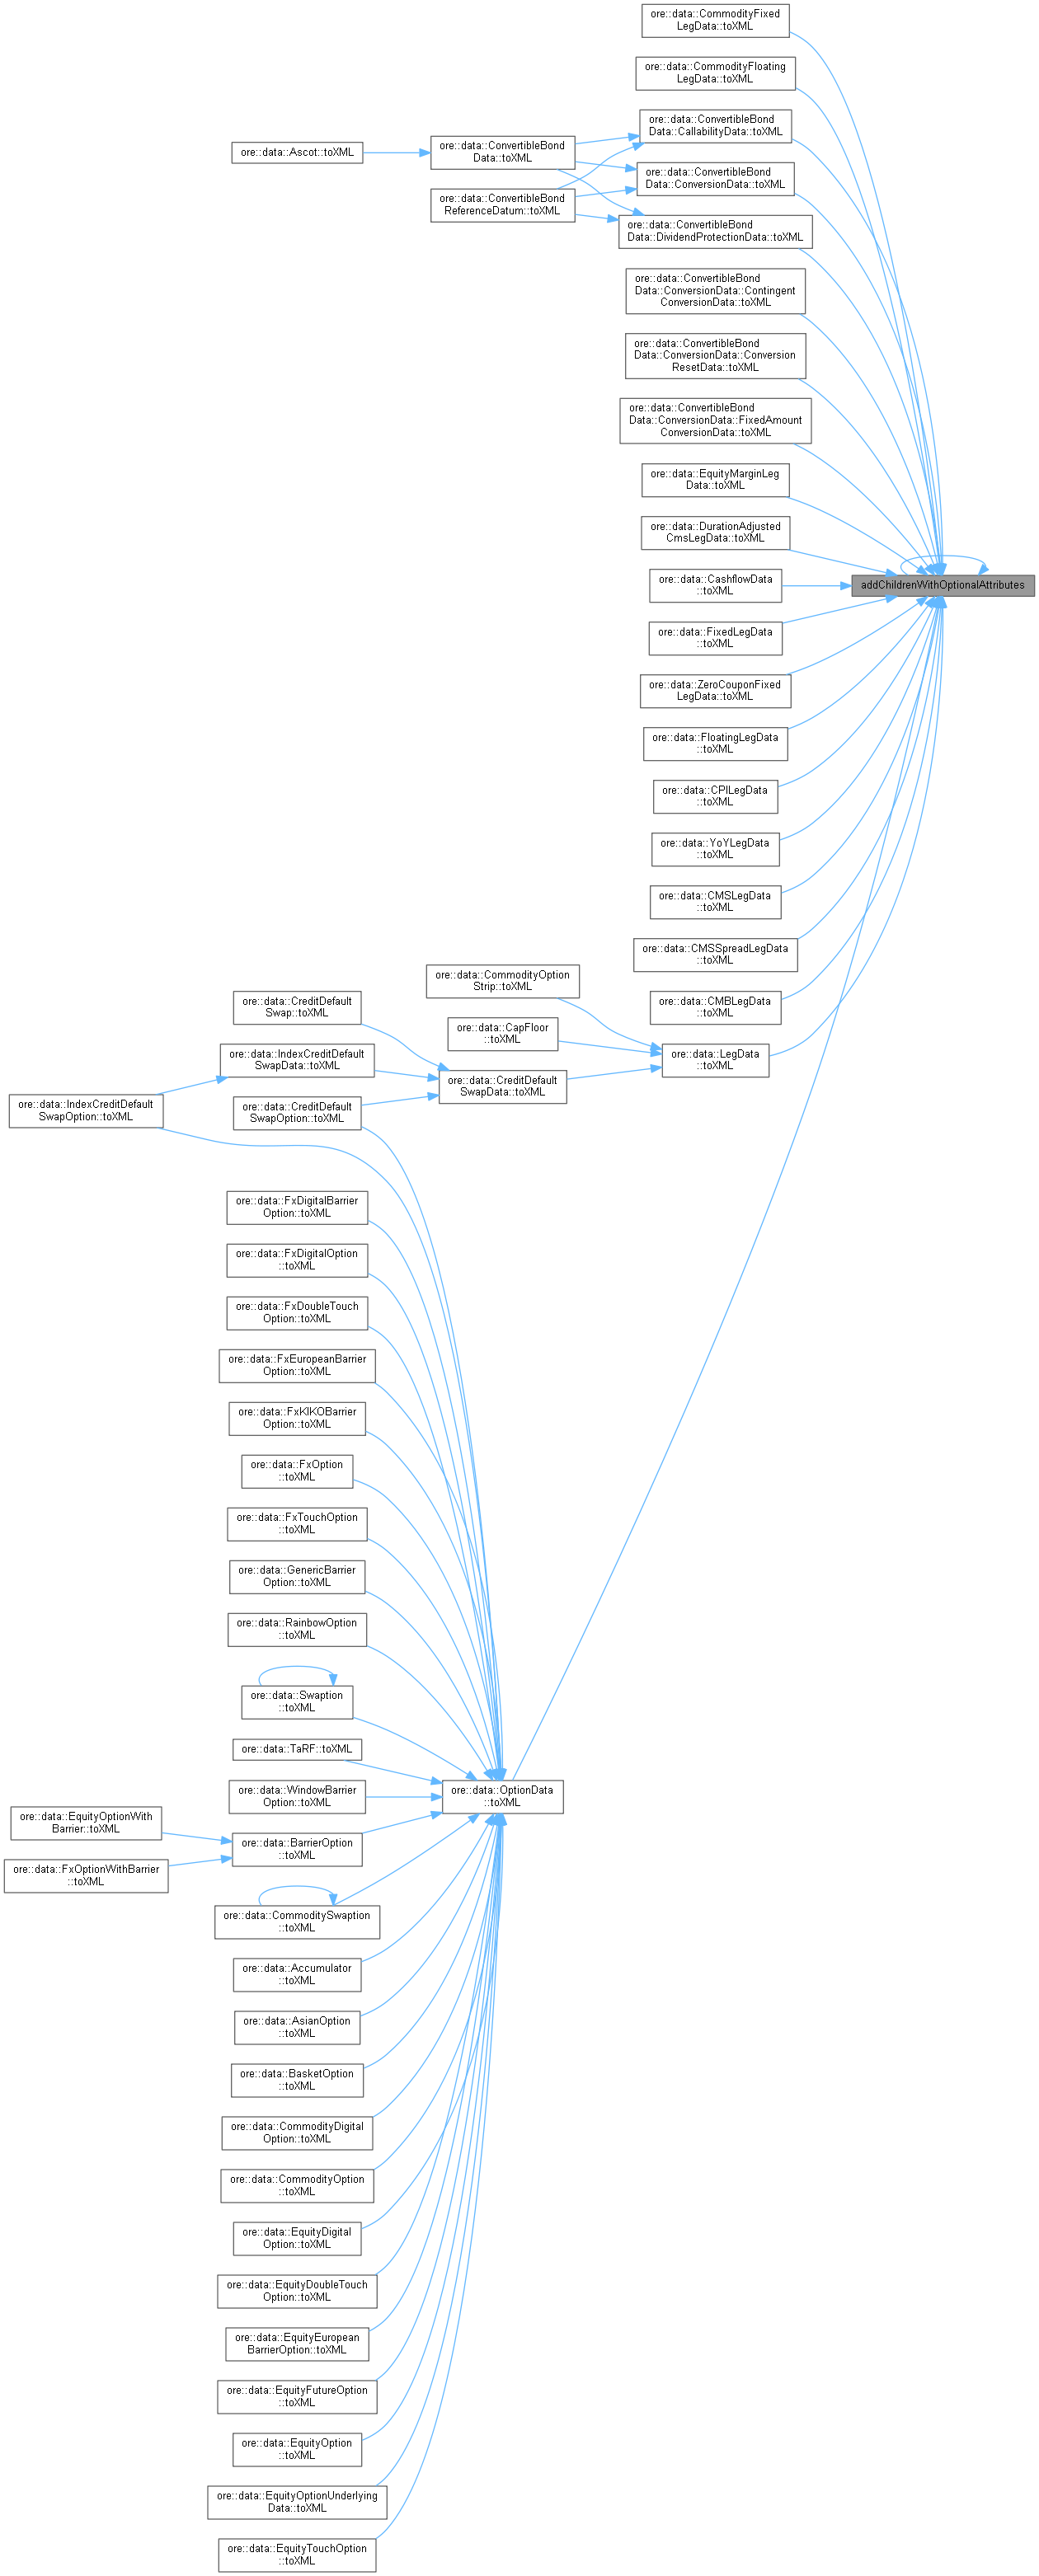 ore::data::CommodityFixed
LegData::toXML
ore::data::CommodityFloating
LegData::toXML
ore::data::ConvertibleBond
Data::CallabilityData::toXML
ore::data::Ascot::toXML
ore::data::ConvertibleBond
Data::toXML
ore::data::ConvertibleBond
Data::ConversionData::toXML
ore::data::ConvertibleBond
ReferenceDatum::toXML
ore::data::ConvertibleBond
Data::DividendProtectionData::toXML
ore::data::ConvertibleBond
Data::ConversionData::Contingent
ConversionData::toXML
ore::data::ConvertibleBond
Data::ConversionData::Conversion
ResetData::toXML
ore::data::ConvertibleBond
Data::ConversionData::FixedAmount
ConversionData::toXML
ore::data::EquityMarginLeg
Data::toXML
ore::data::DurationAdjusted
CmsLegData::toXML
addChildrenWithOptionalAttributes
ore::data::CashflowData
::toXML
ore::data::FixedLegData
::toXML
ore::data::ZeroCouponFixed
LegData::toXML
ore::data::FloatingLegData
::toXML
ore::data::CPILegData
::toXML
ore::data::YoYLegData
::toXML
ore::data::CMSLegData
::toXML
ore::data::CMSSpreadLegData
::toXML
ore::data::CommodityOption
Strip::toXML
ore::data::CMBLegData
::toXML
ore::data::CreditDefault
Swap::toXML
ore::data::CapFloor
::toXML
ore::data::IndexCreditDefault
SwapData::toXML
ore::data::LegData
::toXML
ore::data::CreditDefault
SwapData::toXML
ore::data::IndexCreditDefault
SwapOption::toXML
ore::data::CreditDefault
SwapOption::toXML
ore::data::FxDigitalBarrier
Option::toXML
ore::data::FxDigitalOption
::toXML
ore::data::FxDoubleTouch
Option::toXML
ore::data::FxEuropeanBarrier
Option::toXML
ore::data::FxKIKOBarrier
Option::toXML
ore::data::FxOption
::toXML
ore::data::FxTouchOption
::toXML
ore::data::GenericBarrier
Option::toXML
ore::data::RainbowOption
::toXML
ore::data::Swaption
::toXML
ore::data::TaRF::toXML
ore::data::WindowBarrier
Option::toXML
ore::data::OptionData
::toXML
ore::data::EquityOptionWith
Barrier::toXML
ore::data::BarrierOption
::toXML
ore::data::FxOptionWithBarrier
::toXML
ore::data::CommoditySwaption
::toXML
ore::data::Accumulator
::toXML
ore::data::AsianOption
::toXML
ore::data::BasketOption
::toXML
ore::data::CommodityDigital
Option::toXML
ore::data::CommodityOption
::toXML
ore::data::EquityDigital
Option::toXML
ore::data::EquityDoubleTouch
Option::toXML
ore::data::EquityEuropean
BarrierOption::toXML
ore::data::EquityFutureOption
::toXML
ore::data::EquityOption
::toXML
ore::data::EquityOptionUnderlying
Data::toXML
ore::data::EquityTouchOption
::toXML